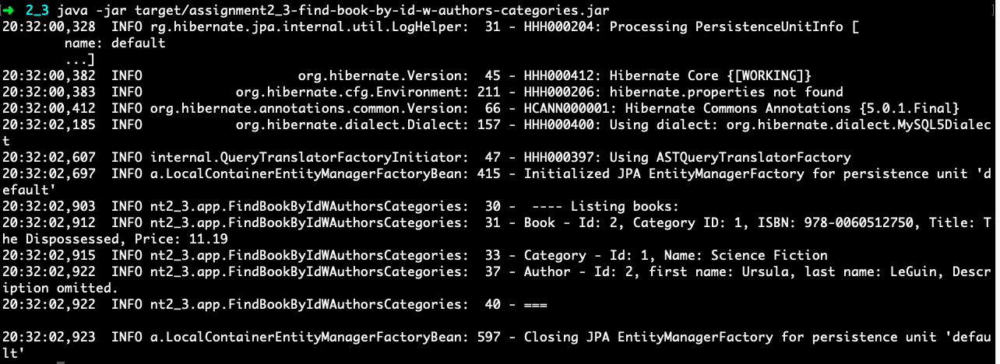 ➜  2_3 java -jar target/assignment2_3-find-book-by-id-w-authors-categories.jar
20:32:00,328  INFO rg.hibernate.jpa.internal.util.LogHelper:  31 - HHH000204: Processing PersistenceUnitInfo [
        name: default
        ...]
20:32:00,382  INFO                    org.hibernate.Version:  45 - HHH000412: Hibernate Core {[WORKING]}
20:32:00,383  INFO            org.hibernate.cfg.Environment: 211 - HHH000206: hibernate.properties not found
20:32:00,412  INFO org.hibernate.annotations.common.Version:  66 - HCANN000001: Hibernate Commons Annotations {5.0.1.Final}
20:32:02,185  INFO            org.hibernate.dialect.Dialect: 157 - HHH000400: Using dialect: org.hibernate.dialect.MySQL5Dialec
t
20:32:02,607  INFO internal.QueryTranslatorFactoryInitiator:  47 - HHH000397: Using ASTQueryTranslatorFactory
20:32:02,697  INFO a.LocalContainerEntityManagerFactoryBean: 415 - Initialized JPA EntityManagerFactory for persistence unit 'd
efault'
20:32:02,903  INFO nt2_3.app.FindBookByIdWAuthorsCategories:  30 -  ---- Listing books:
20:32:02,912  INFO nt2_3.app.FindBookByIdWAuthorsCategories:  31 - Book - Id: 2, Category ID: 1, ISBN: 978-0060512750, Title: T
he Dispossessed, Price: 11.19
20:32:02,915  INFO nt2_3.app.FindBookByIdWAuthorsCategories:  33 - Category - Id: 1, Name: Science Fiction
20:32:02,922  INFO nt2_3.app.FindBookByIdWAuthorsCategories:  37 - Author - Id: 2, first name: Ursula, last name: LeGuin, Descr
iption omitted.
20:32:02,922  INFO nt2_3.app.FindBookByIdWAuthorsCategories:  40 - ===
20:32:02,923  INFO a.LocalContainerEntityManagerFactoryBean: 597 - Closing JPA EntityManagerFactory for persistence unit 'defau
lt'